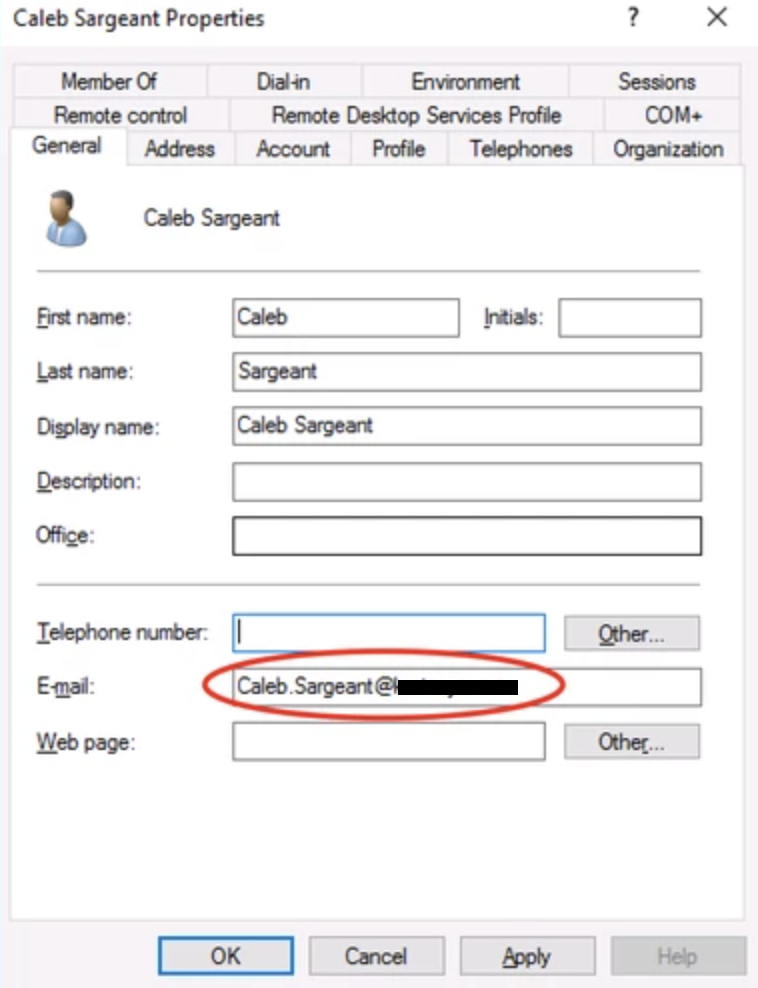 Caleb Sargeant Properties ? ×
Member Of Dial-in Environment Sessions
Remote control Remote Desktop Services Profile COM+
General Address Account Profile Telephones Organization
Caleb Sargeant
First name: Caleb Initials:
Last name: Sargeant
Display name: Caleb Sargeant
Description:
Office:
Telephone number: Other...
E-mail: Caleb.Sargeant@
Web page: Other...
OK Cancel Apply Help